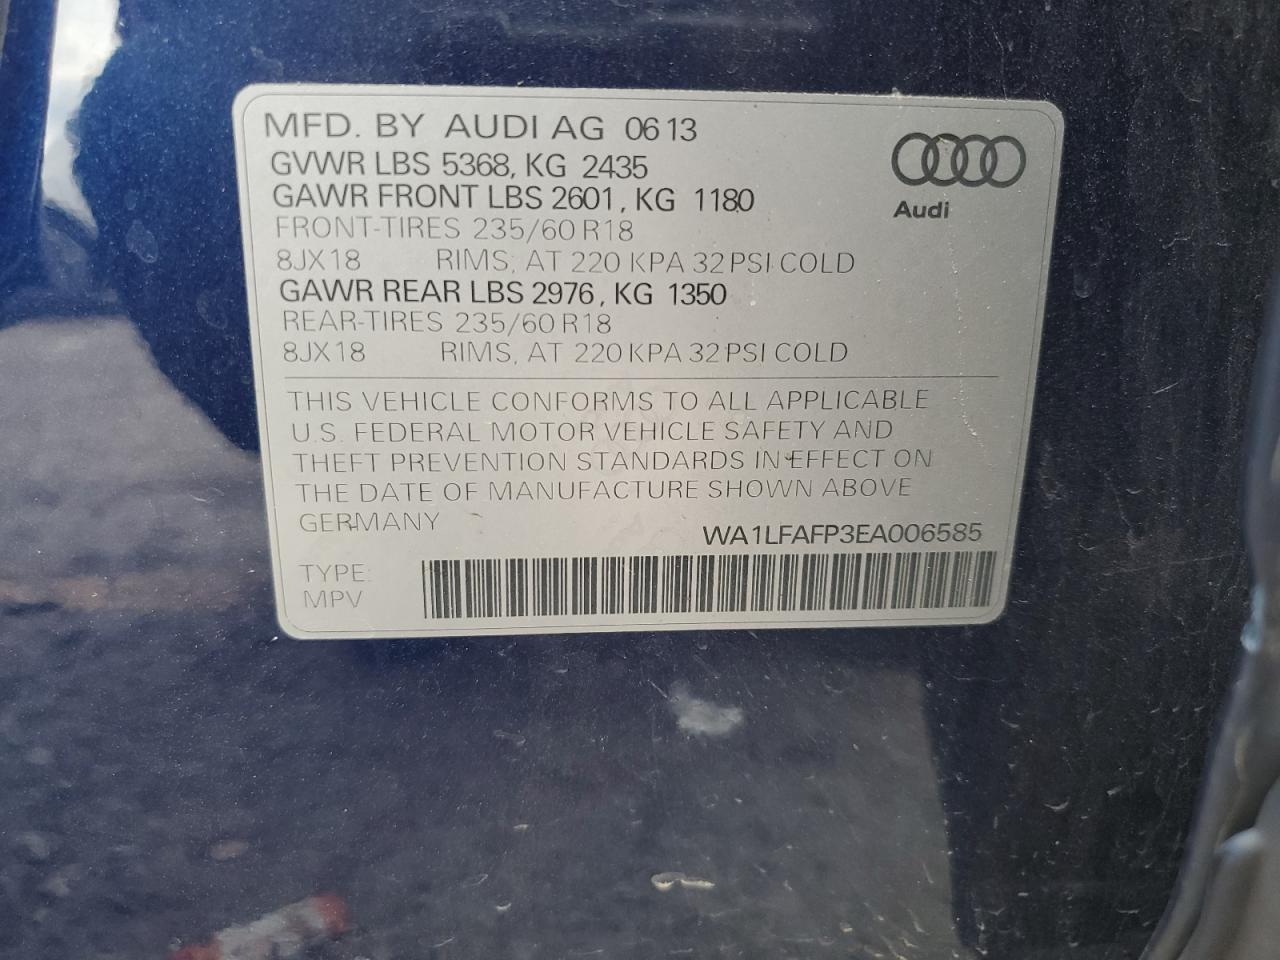 MFD. BY AUDI AG 06 13
GVWR LBS 5368, KG 2435
GAWR FRONT LBS 2601, KG 1180
FRONT-TIRES 235/60 R18
8JX18 RIMS, AT 220 KPA 32 PSI COLD
GAWR REAR LBS 2976, KG 1350
REAR-TIRES 235/60 R18
8JX18 RIMS, AT 220 KPA 32 PSI COLD
Audi
THIS VEHICLE CONFORMS TO ALL APPLICABLE
U.S. FEDERAL MOTOR VEHICLE SAFETY AND
THEFT PREVENTION STANDARDS IN EFFECT ON
THE DATE OF MANUFACTURE SHOWN ABOVE
GERMANY WA1LFAFP3EA006585
TYPE:
MPV